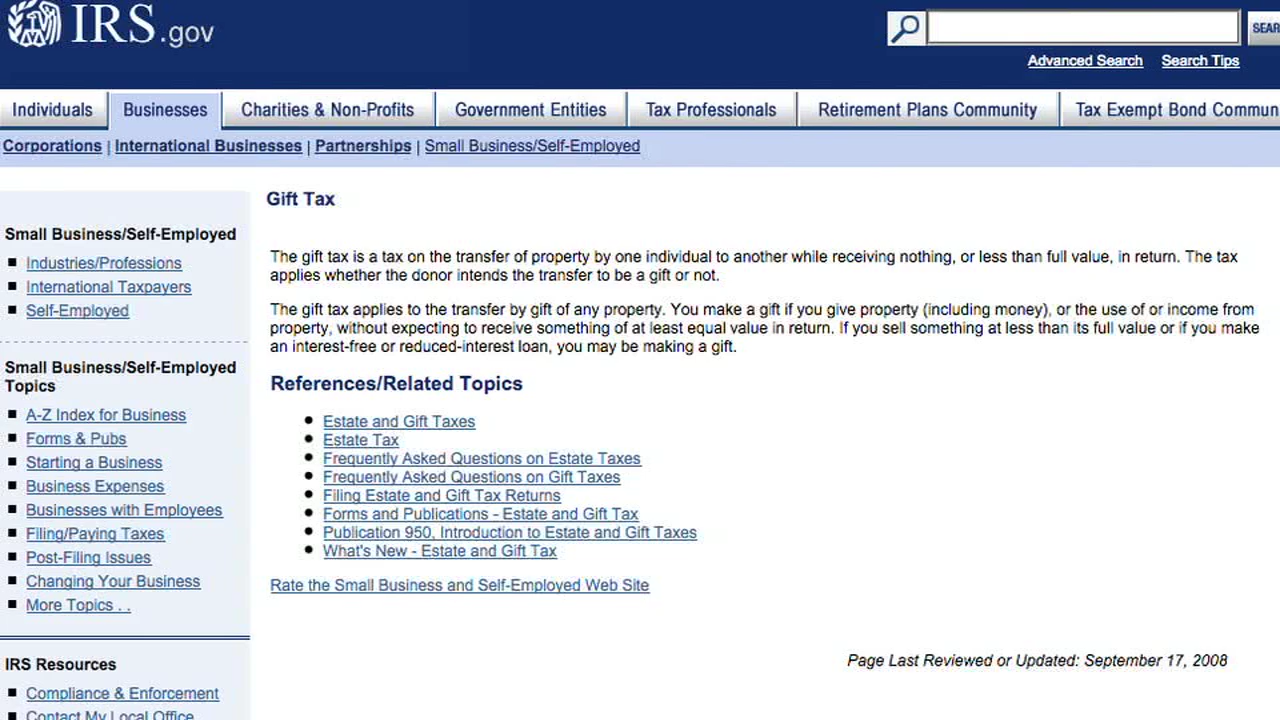 IRS.gov
SEAR
Advanced Search Search Tips
Individuals Businesses Charities & Non-Profits Government Entities Tax Professionals Retirement Plans Community Tax Exempt Bond Commun
Corporations | International Businesses | Partnerships | Small Business/Self-Employed
Gift Tax
The gift tax is a tax on the transfer of property by one individual to another while receiving nothing, or less than full value, in return. The tax
applies whether the donor intends the transfer to be a gift or not.
The gift tax applies to the transfer by gift of any property. You make a gift if you give property (including money), or the use of or income from
property, without expecting to receive something of at least equal value in return. If you sell something at less than its full value or if you make
an interest-free or reduced-interest loan, you may be making a gift.
References/Related Topics
Estate and Gift Taxes
Estate Tax
Frequently Asked Questions on Estate Taxes
Frequently Asked Questions on Gift Taxes
Filing Estate and Gift Tax Returns
Forms and Publications - Estate and Gift Tax
Publication 950, Introduction to Estate and Gift Taxes
What's New - Estate and Gift Tax
Rate the Small Business and Self-Employed Web Site
Page Last Reviewed or Updated: September 17, 2008
Small Business/Self-Employed
Industries/Professions
International Taxpayers
Self-Employed
Small Business/Self-Employed
Topics
A-Z Index for Business
Forms & Pubs
Starting a Business
Business Expenses
Businesses with Employees
Filing/Paying Taxes
Post-Filing Issues
Changing Your Business
More Topics . .
IRS Resources
Compliance & Enforcement
Contact My Local Office